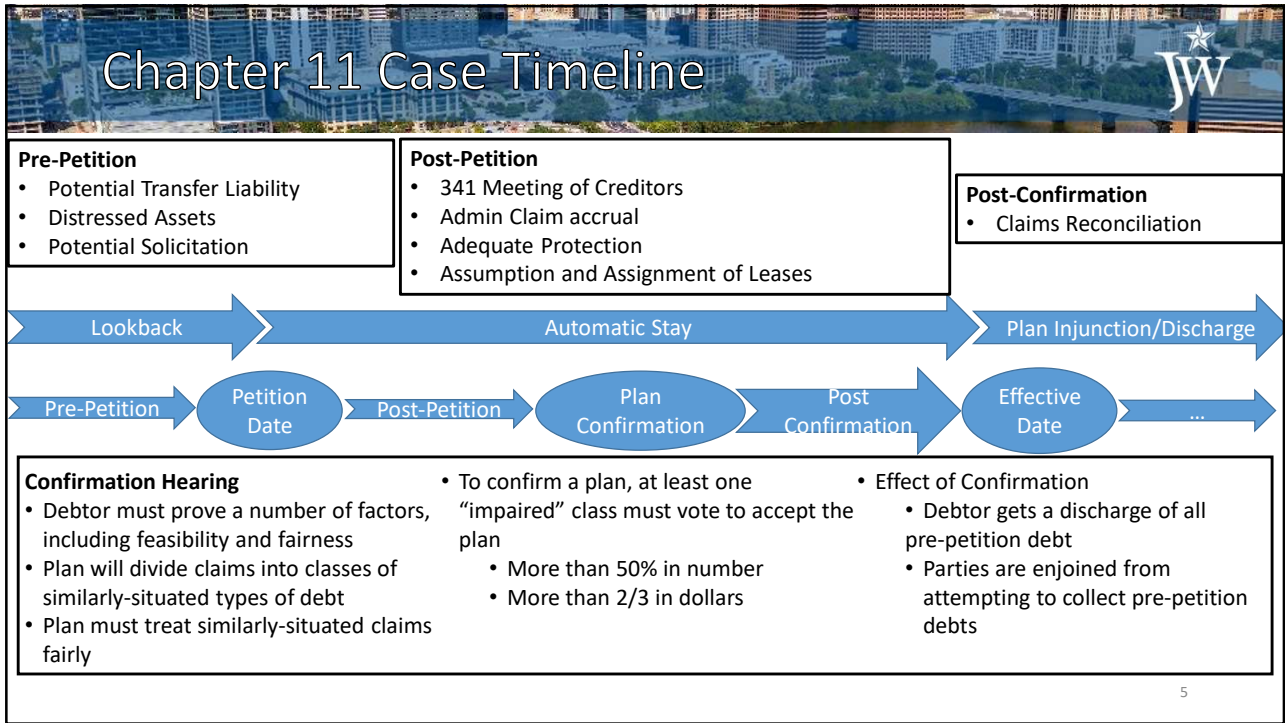 Chapter 11 Case Timeline
JW
Pre-Petition
• Potential Transfer Liability
• Distressed Assets
• Potential Solicitation
Post-Petition
• 341 Meeting of Creditors
• Admin Claim accrual
• Adequate Protection
• Assumption and Assignment of Leases
Post-Confirmation
• Claims Reconciliation
Lookback
Automatic Stay
Plan Injunction/Discharge
Pre-Petition
Petition
Date
Post-Petition
Plan
Confirmation
Post
Confirmation
Effective
Date
...
Confirmation Hearing
• Debtor must prove a number of factors,
including feasibility and fairness
• Plan will divide claims into classes of
similarly-situated types of debt
• Plan must treat similarly-situated claims
fairly
• To confirm a plan, at least one
“impaired” class must vote to accept the
plan
• More than 50% in number
• More than 2/3 in dollars
• Effect of Confirmation
• Debtor gets a discharge of all
pre-petition debt
• Parties are enjoined from
attempting to collect pre-petition
debts
5